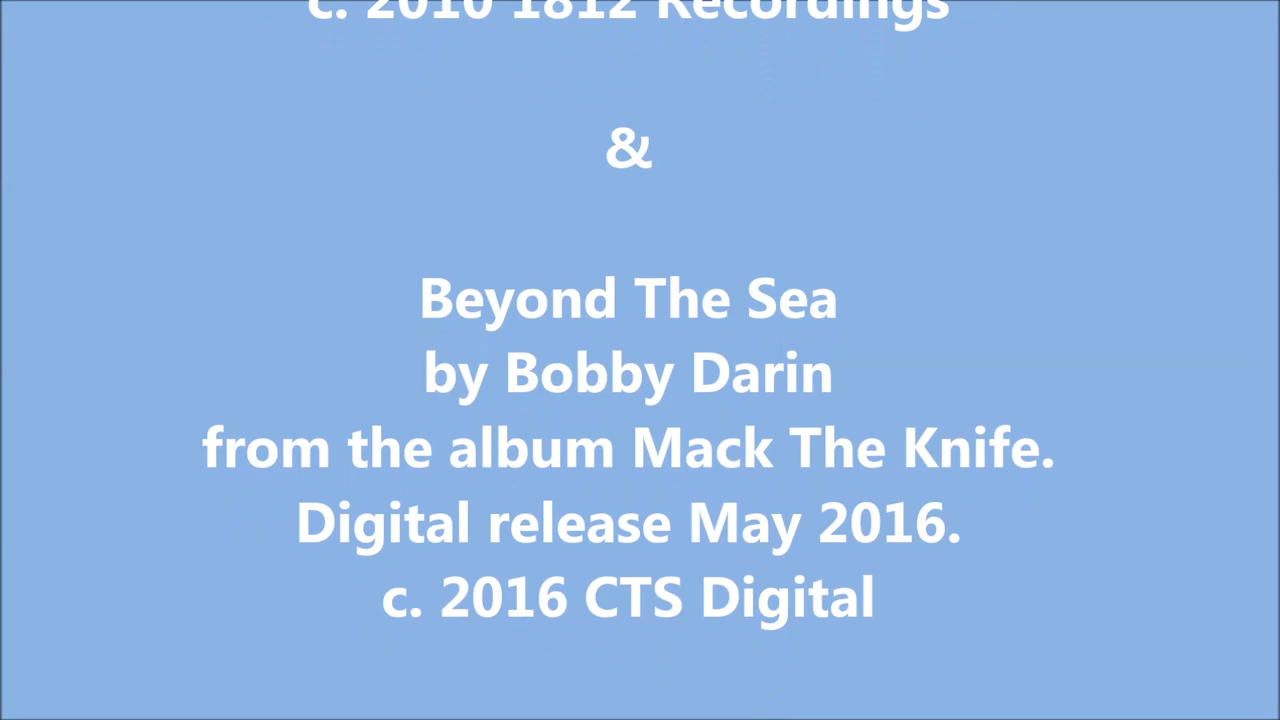 c. 2010 1812 Recordings
&
Beyond The Sea
by Bobby Darin
from the album Mack The Knife.
Digital release May 2016.
c. 2016 CTS Digital